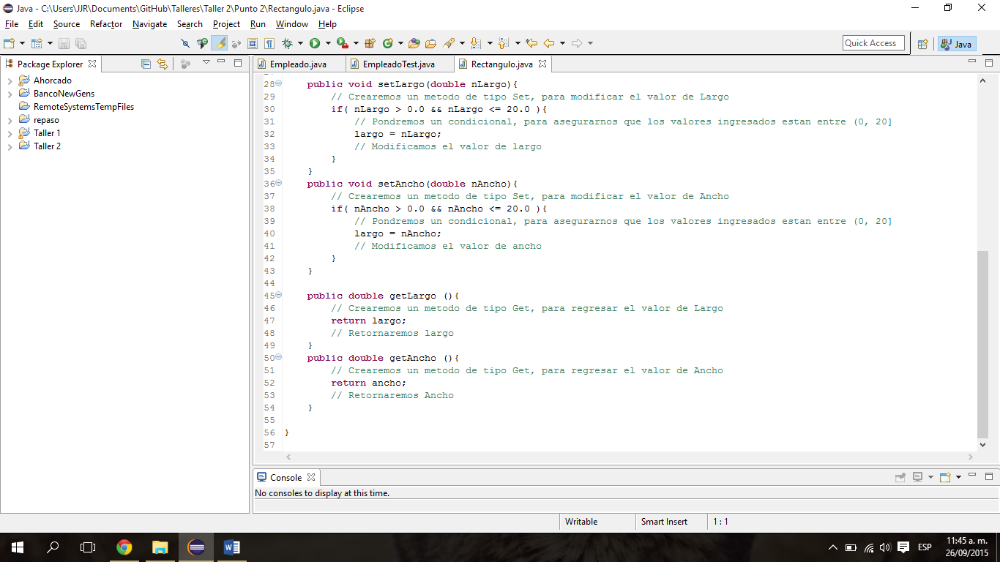 Java - C:\Users\JJR\Documents\GitHub\Talleres\Taller 2\Punto 2\Rectangulo.java - Eclipse
File Edit Source Refactor Navigate Search Project Run Window Help
Quick Access
Java
Package Explorer
Ahorcado
BancoNewGens
RemoteSystemsTempFiles
repaso
Taller 1
Taller 2
Empleado.java EmpleadoTest.java Rectangulo.java
28 public void setLargo(double nLargo){
29 // Crearemos un metodo de tipo Set, para modificar el valor de Largo
30 if( nLargo > 0.0 && nLargo <= 20.0 ){
31 // Pondremos un condicional, para asegurarnos que los valores ingresados estan entre (0, 20]
32 largo = nLargo;
33 // Modificamos el valor de largo
34 }
35 }
36 public void setAncho(double nAncho){
37 // Crearemos un metodo de tipo Set, para modificar el valor de Ancho
38 if( nAncho > 0.0 && nAncho <= 20.0 ){
39 // Pondremos un condicional, para asegurarnos que los valores ingresados estan entre (0, 20]
40 largo = nAncho;
41 // Modificamos el valor de ancho
42 }
43 }
44
45 public double getLargo (){
46 // Crearemos un metodo de tipo Get, para regresar el valor de Largo
47 return largo;
48 // Retornaremos largo
49 }
50 public double getAncho (){
51 // Crearemos un metodo de tipo Get, para regresar el valor de Ancho
52 return ancho;
53 // Retornaremos Ancho
54 }
55
56 }
57
Console
No consoles to display at this time.
Writable Smart Insert 1 : 1
ESP
11:45 a. m.
26/09/2015